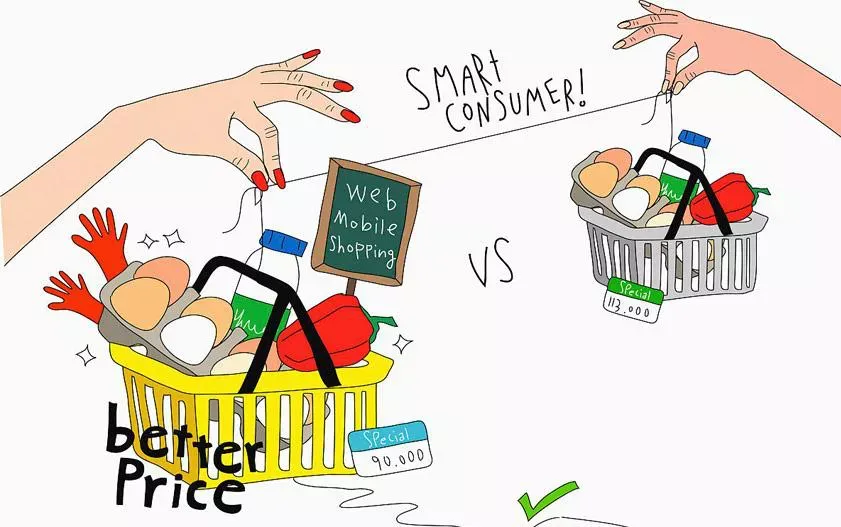 SMARt
CONSUMER!
Web
Mobile
Shopping
VS
Special
113.000
better
Price
Special
90.000